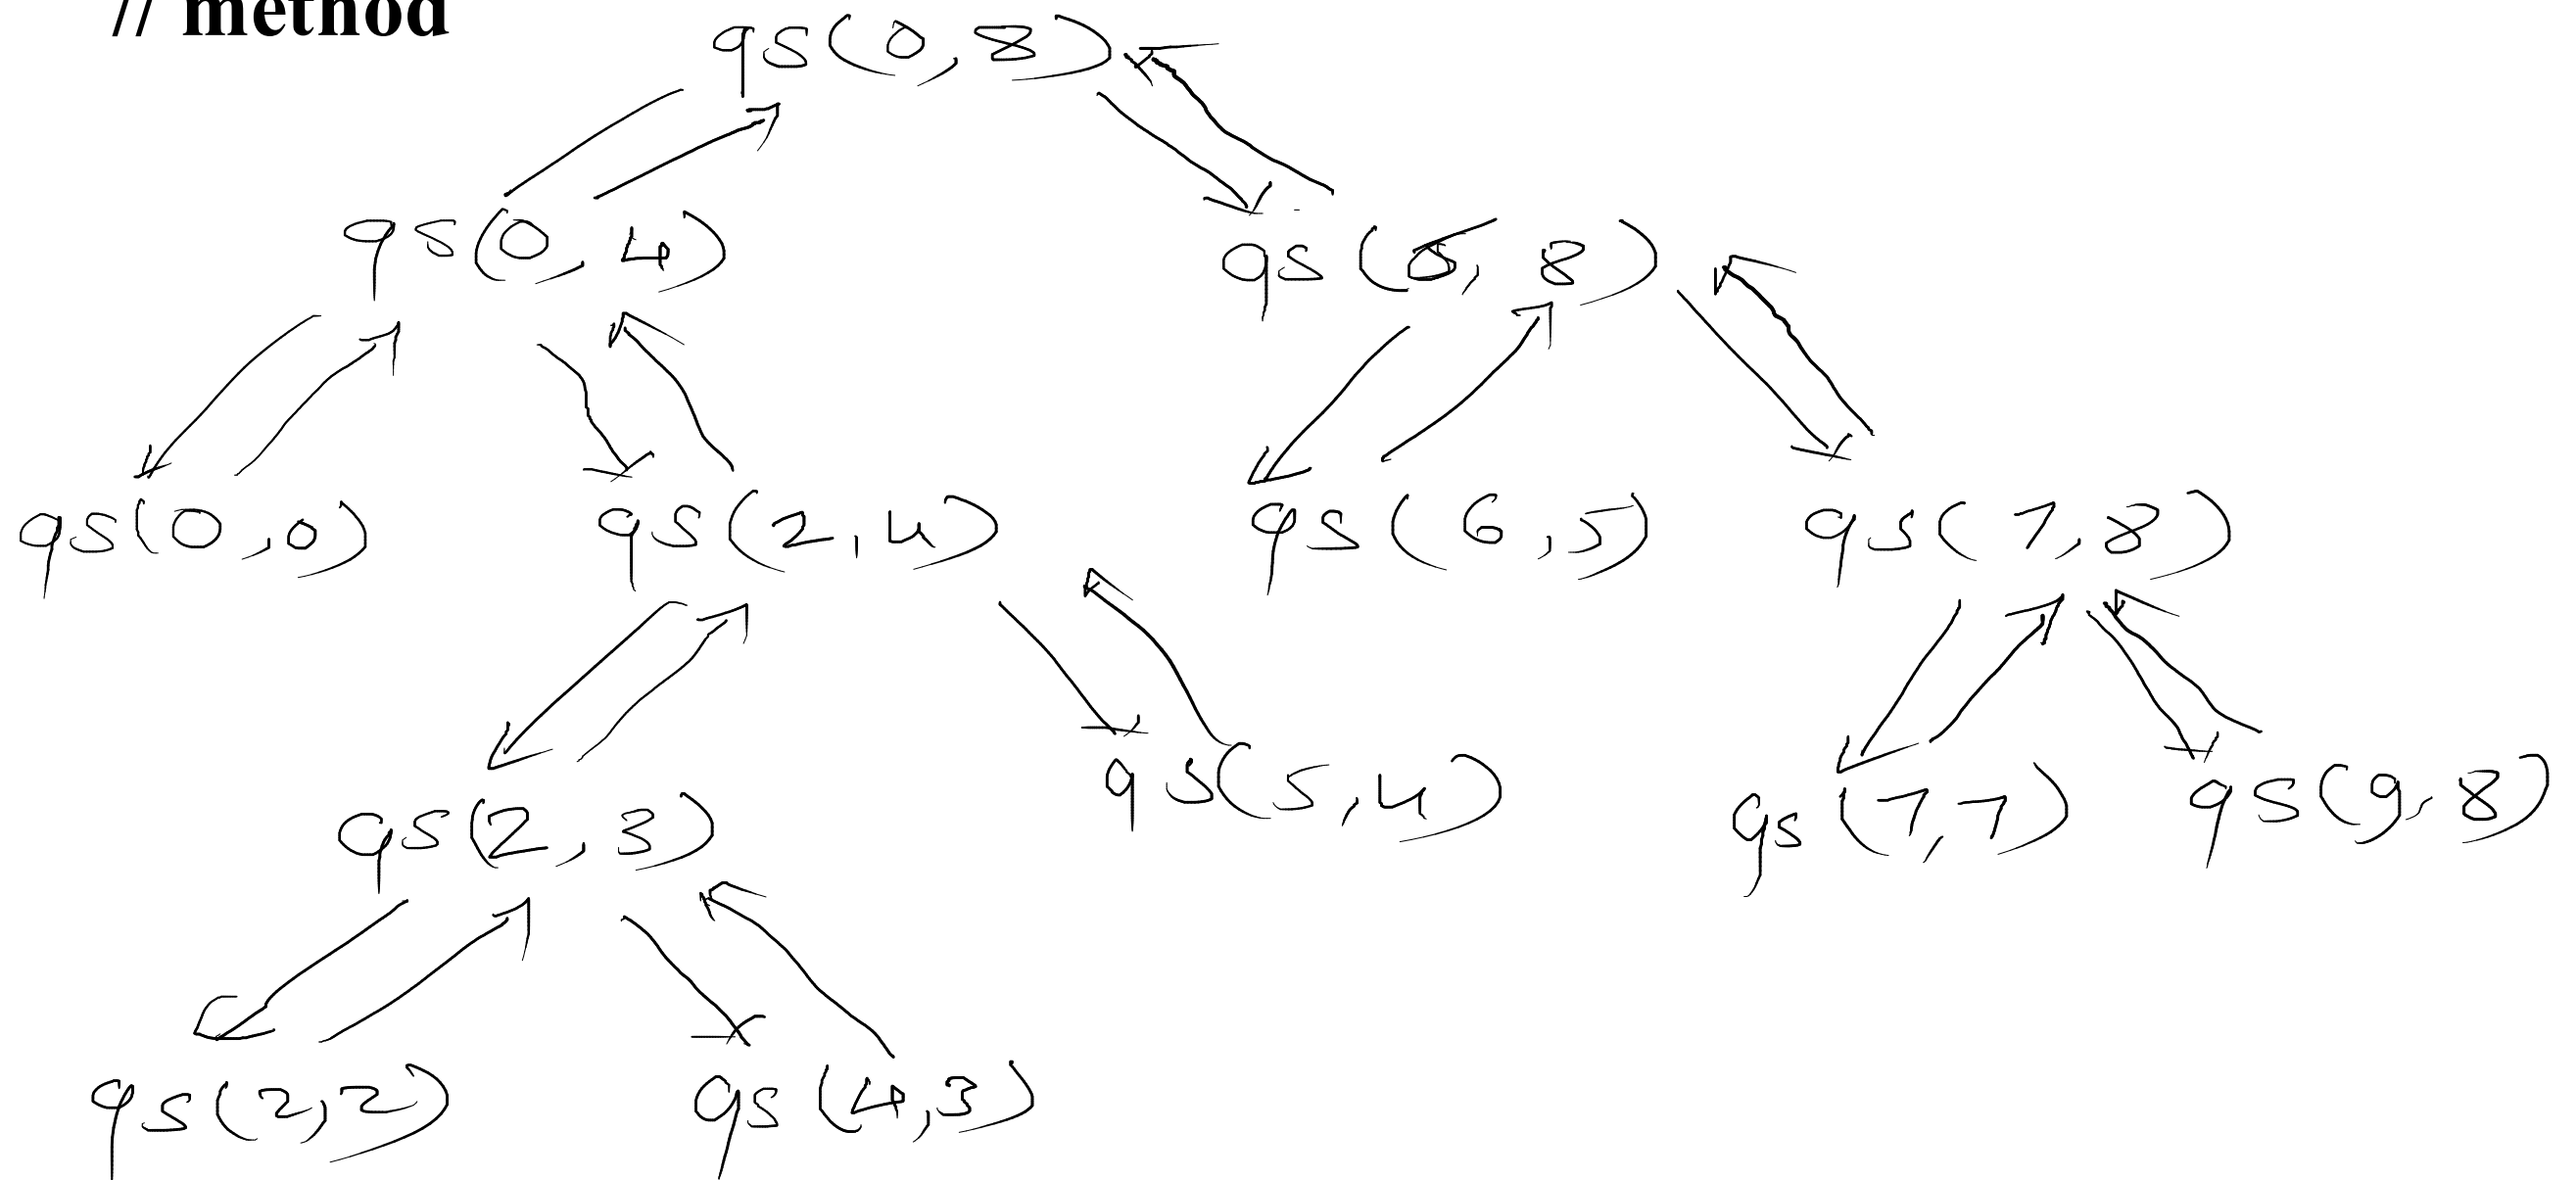 // method
qs(0,8)
qs(0,4) qs(6,8)
qs(0,0) qs(2,4) qs(6,5) qs(7,8)
qs(2,3) qs(5,4) qs(7,7) qs(9,8)
qs(2,2) qs(4,3)